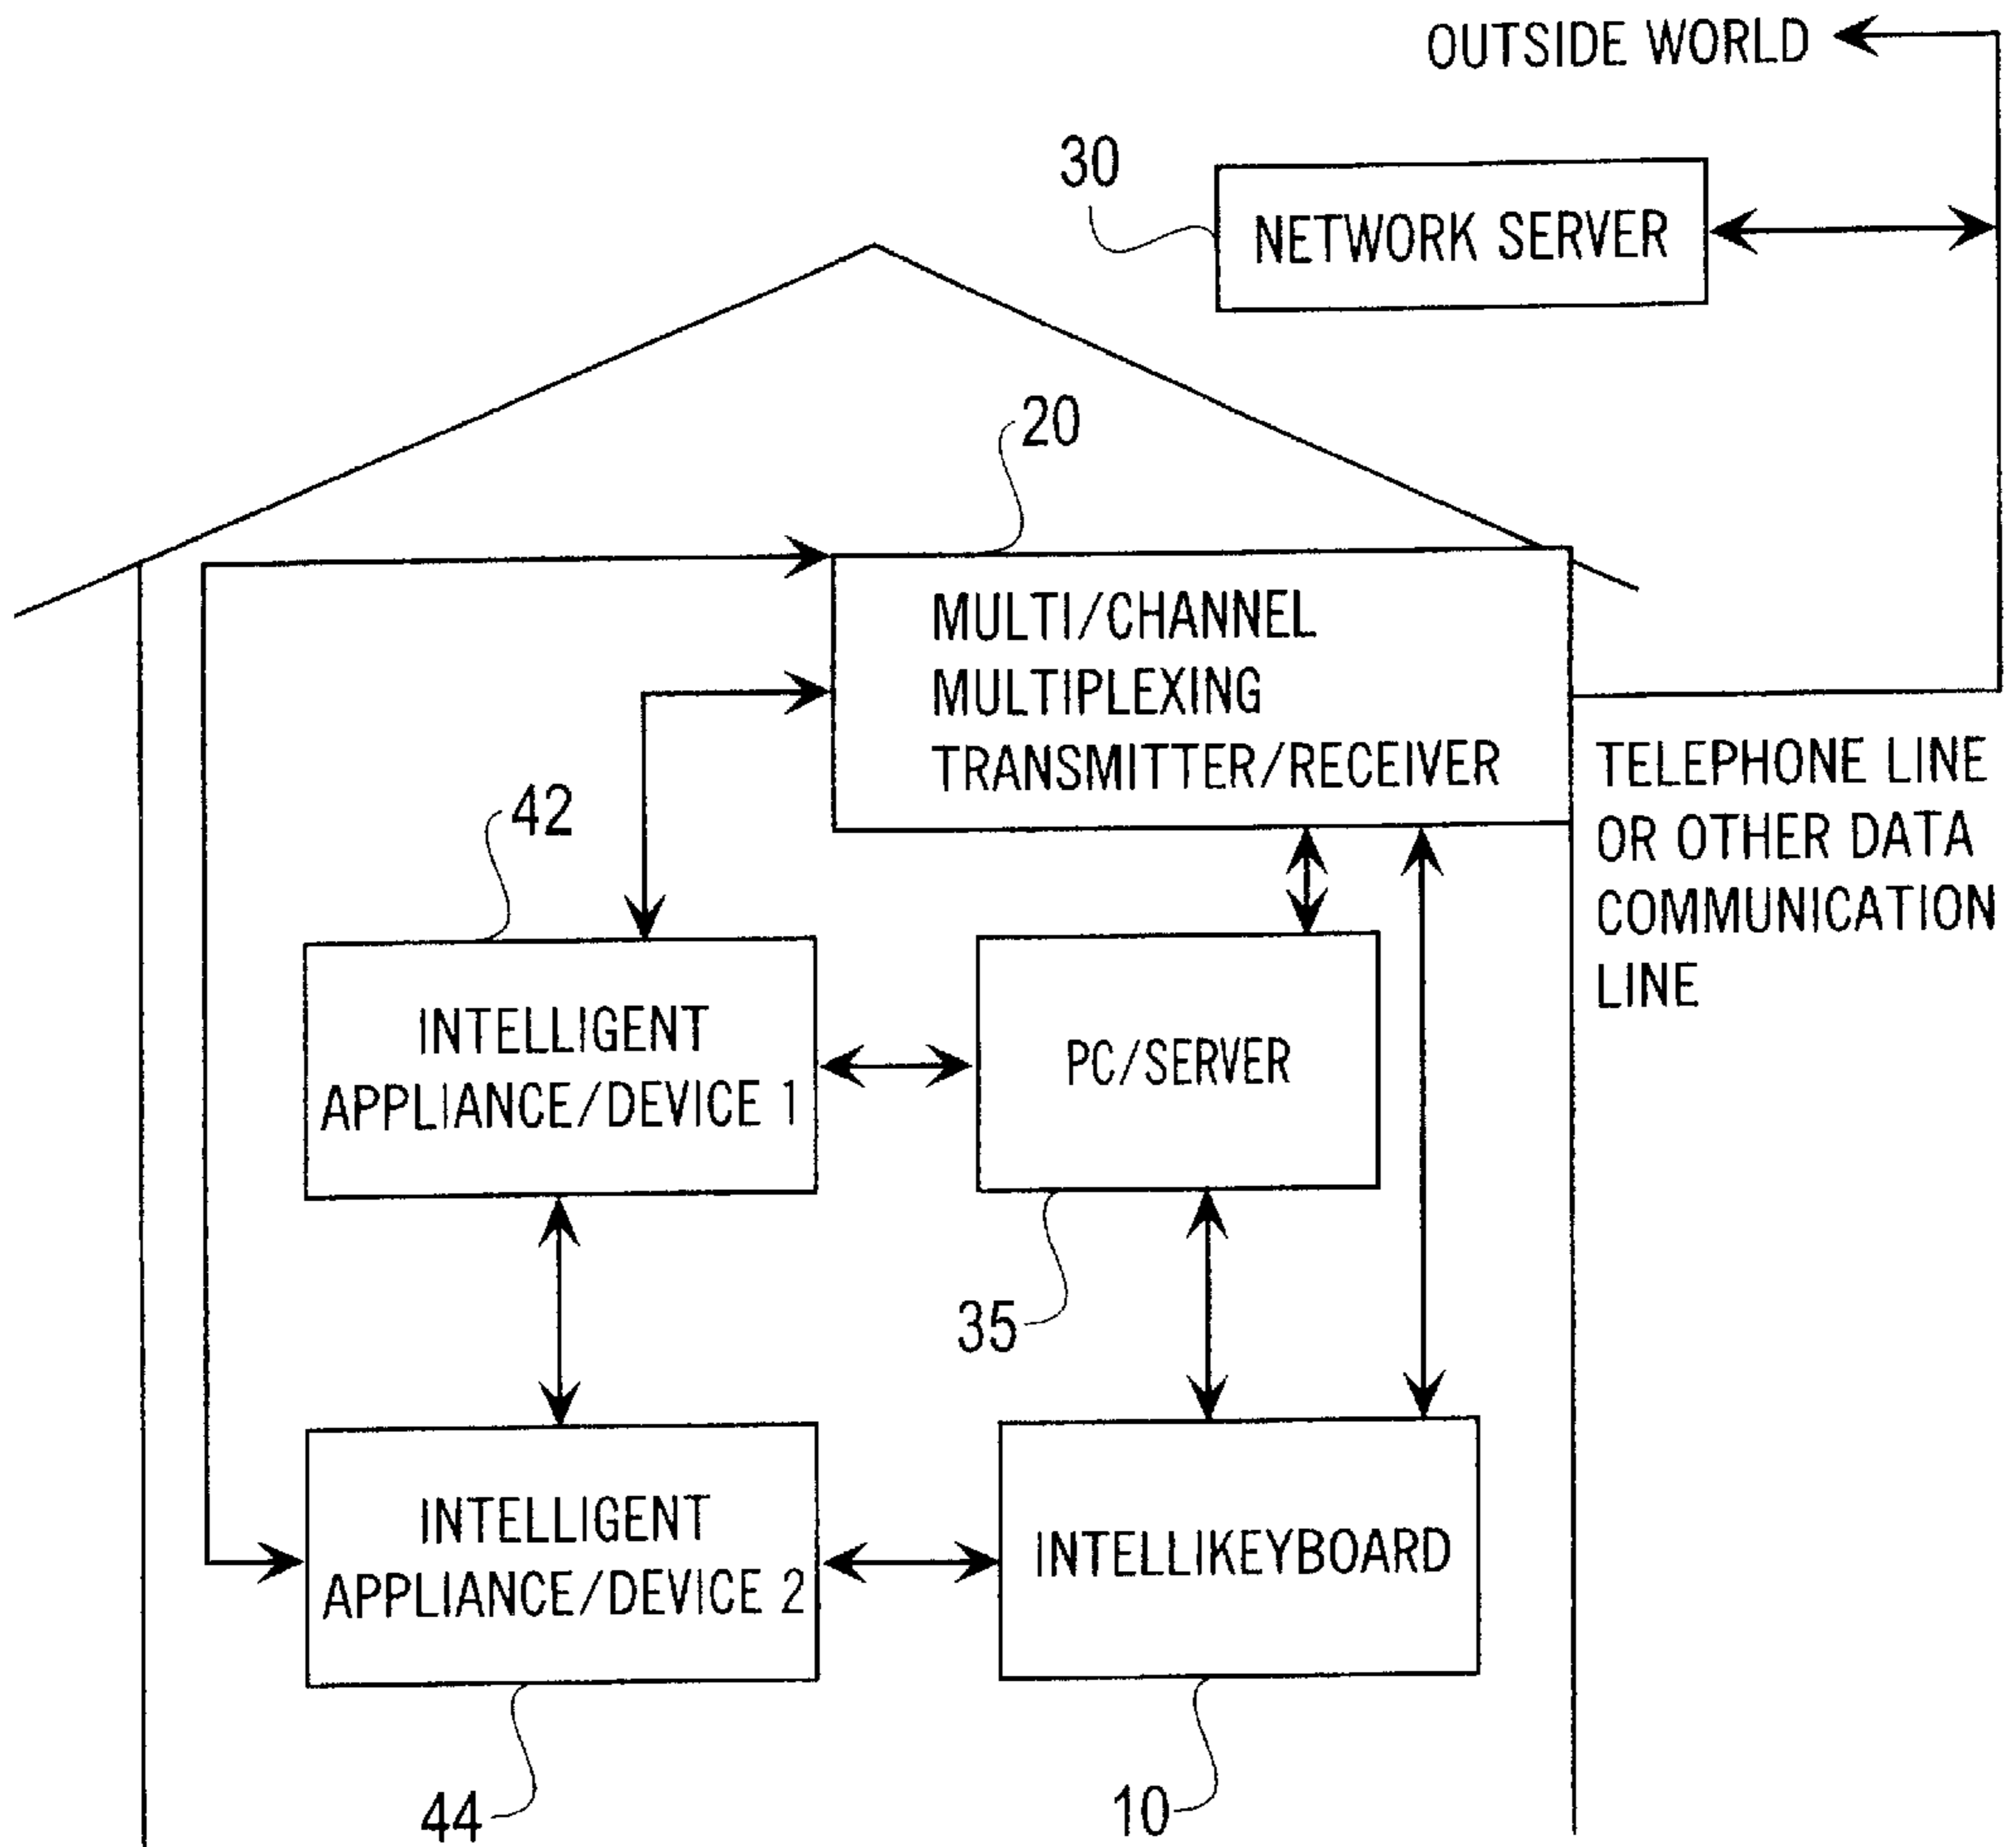 OUTSIDE WORLD
30
NETWORK SERVER
20
MULTI/CHANNEL
MULTIPLEXING
TRANSMITTER/RECEIVER
TELEPHONE LINE
OR OTHER DATA
COMMUNICATION
LINE
42
INTELLIGENT
APPLIANCE/DEVICE 1
PC/SERVER
35
INTELLIGENT
APPLIANCE/DEVICE 2
INTELLIKEYBOARD
44
10